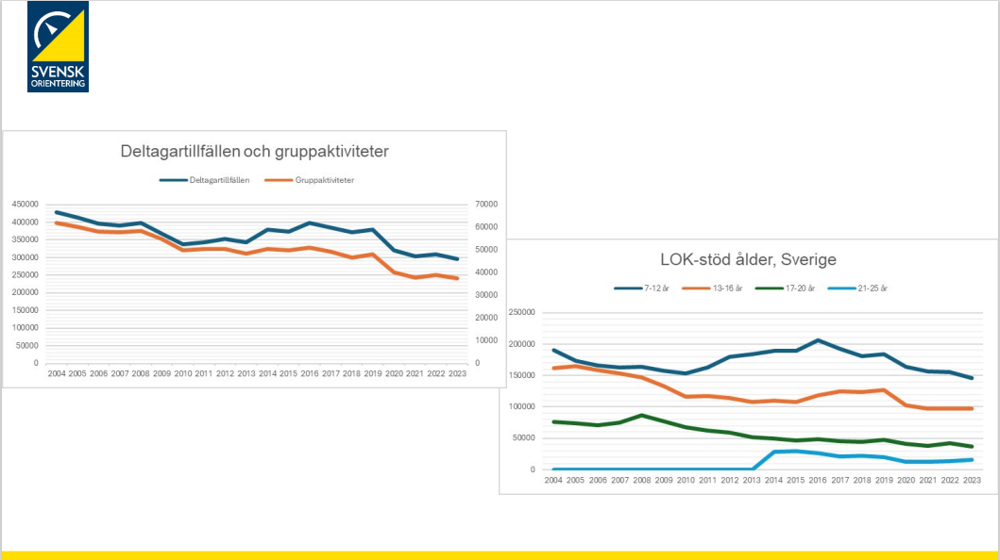 SVENSK
ORIENTERING
Deltagartillfällen och gruppaktiviteter
Deltagartillfällen Gruppaktiviteter
450000 70000
400000 60000
350000 50000
300000 40000
250000 30000
200000 20000
150000 10000
100000 0
50000
0
2004 2005 2006 2007 2008 2009 2010 2011 2012 2013 2014 2015 2016 2017 2018 2019 2020 2021 2022 2023
LOK-stöd ålder, Sverige
7-12 år 13-16 år 17-20 år 21-25 år
250000
200000
150000
100000
50000
0
2004 2005 2006 2007 2008 2009 2010 2011 2012 2013 2014 2015 2016 2017 2018 2019 2020 2021 2022 2023